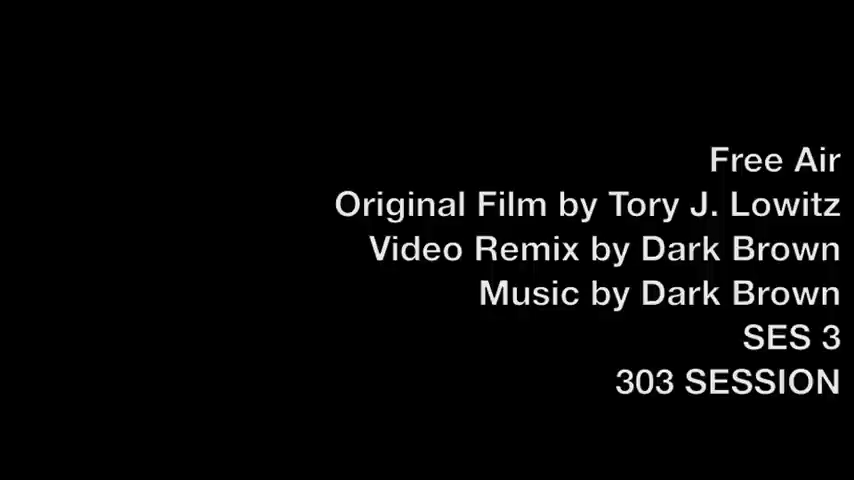 Free Air
Original Film by Tory J. Lowitz
Video Remix by Dark Brown
Music by Dark Brown
SES 3
303 SESSION